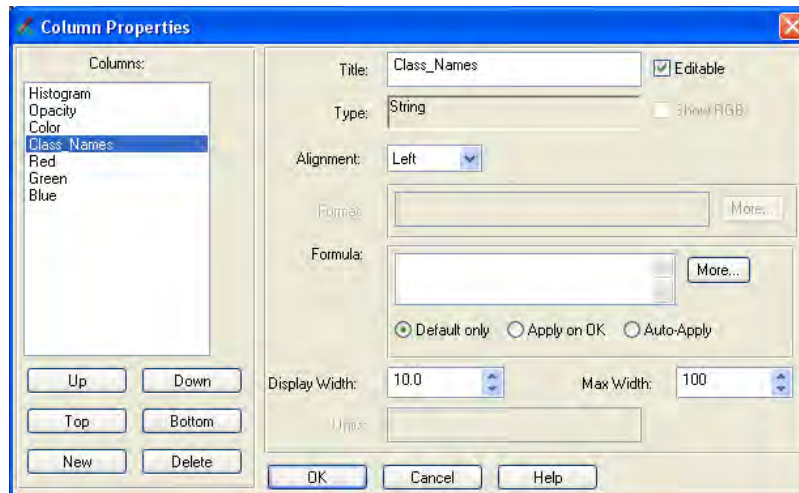 Column Properties
Columns:
Histogram
Opacity
Color
Class_Names
Red
Green
Blue
Up Down
Top Bottom
New Delete
Title: Class_Names Editable
Type: String Show RGB
Alignment: Left
Format: More...
Formula: More...
Default only Apply on OK Auto-Apply
Display Width: 10.0 Max Width: 100
Units:
OK Cancel Help